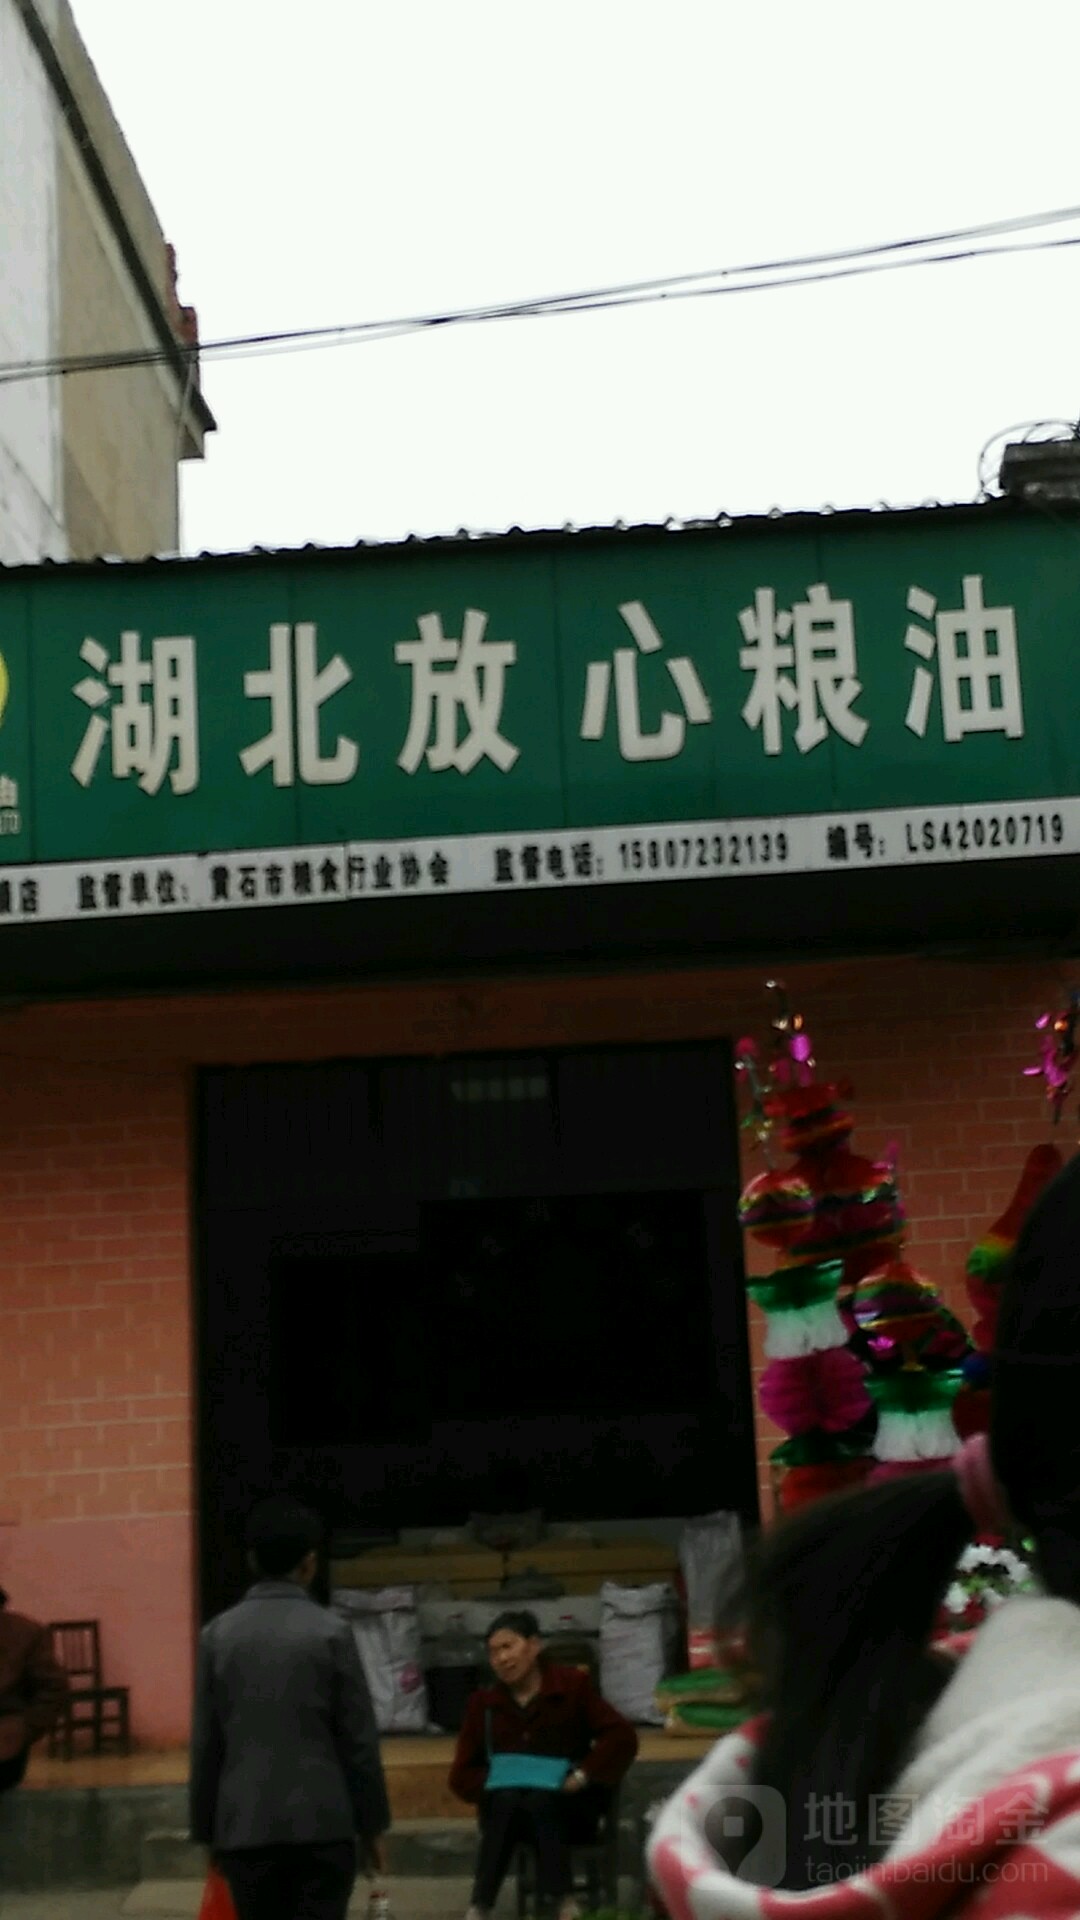 湖北放心粮油
店 监督单位：黄石市粮食行业协会 监督电话：15807232139 编号：LS42020719
地图淘金
taojin.baidu.com